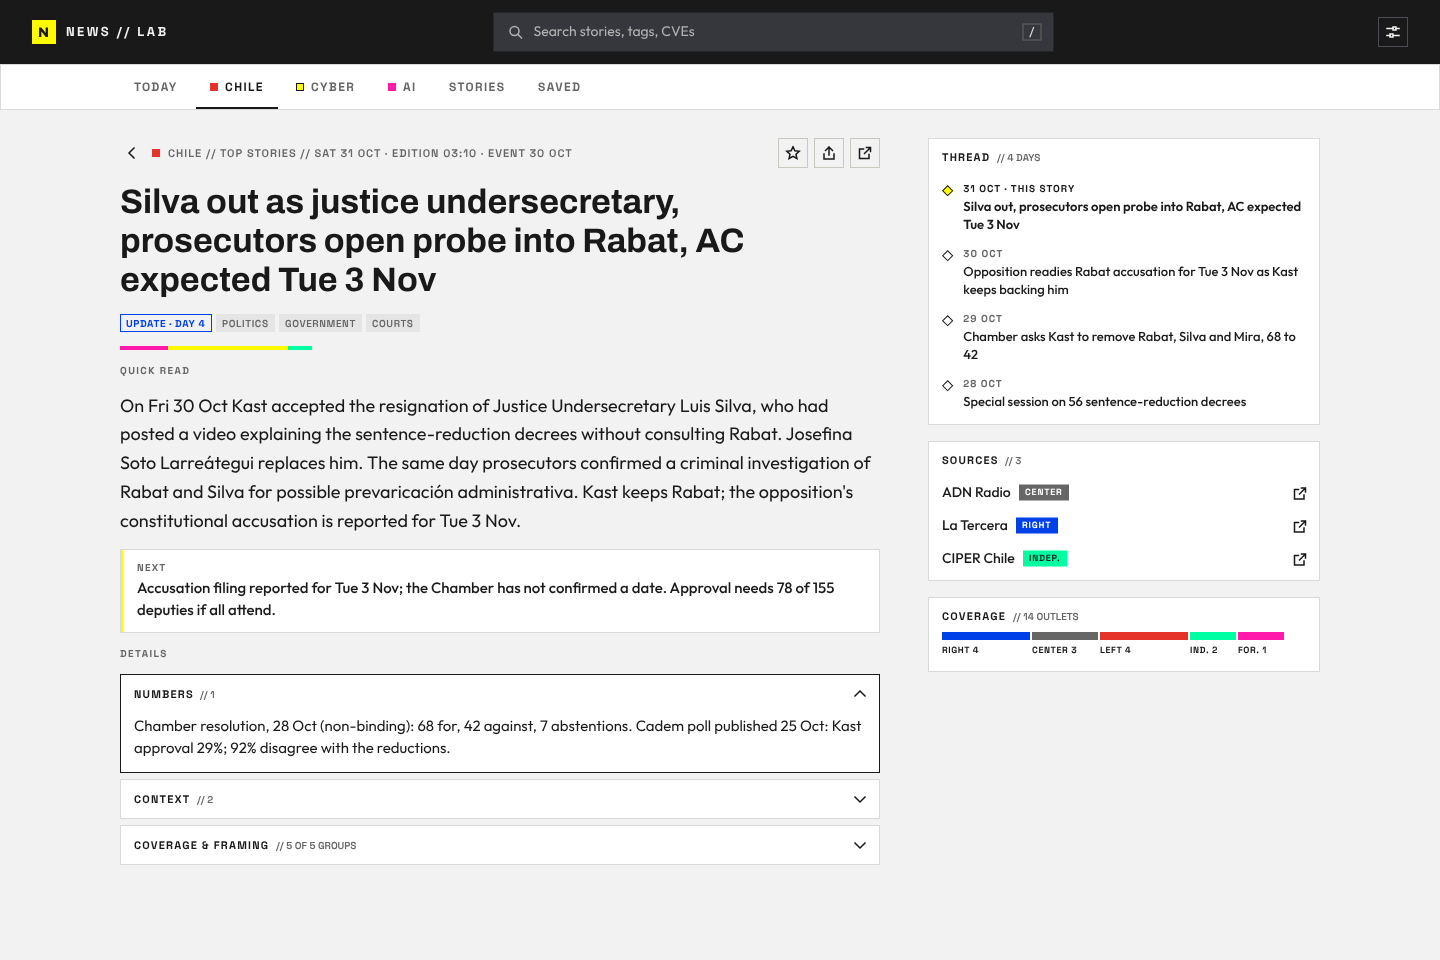 N NEWS // LAB
Search stories, tags, CVEs
/
TODAY
CHILE
CYBER
AI
STORIES
SAVED
CHILE // TOP STORIES // SAT 31 OCT · EDITION 03:10 · EVENT 30 OCT
Silva out as justice undersecretary,
prosecutors open probe into Rabat, AC
expected Tue 3 Nov
UPDATE · DAY 4
POLITICS
GOVERNMENT
COURTS
QUICK READ
On Fri 30 Oct Kast accepted the resignation of Justice Undersecretary Luis Silva, who had
posted a video explaining the sentence-reduction decrees without consulting Rabat. Josefina
Soto Larreátegui replaces him. The same day prosecutors confirmed a criminal investigation of
Rabat and Silva for possible prevaricación administrativa. Kast keeps Rabat; the opposition's
constitutional accusation is reported for Tue 3 Nov.
NEXT
Accusation filing reported for Tue 3 Nov; the Chamber has not confirmed a date. Approval needs 78 of 155
deputies if all attend.
DETAILS
NUMBERS // 1
Chamber resolution, 28 Oct (non-binding): 68 for, 42 against, 7 abstentions. Cadem poll published 25 Oct: Kast
approval 29%; 92% disagree with the reductions.
CONTEXT // 2
COVERAGE & FRAMING // 5 OF 5 GROUPS
THREAD // 4 DAYS
31 OCT · THIS STORY
Silva out, prosecutors open probe into Rabat, AC expected
Tue 3 Nov
30 OCT
Opposition readies Rabat accusation for Tue 3 Nov as Kast
keeps backing him
29 OCT
Chamber asks Kast to remove Rabat, Silva and Mira, 68 to
42
28 OCT
Special session on 56 sentence-reduction decrees
SOURCES // 3
ADN Radio CENTER
La Tercera RIGHT
CIPER Chile INDEP.
COVERAGE // 14 OUTLETS
RIGHT 4
CENTER 3
LEFT 4
IND. 2
FOR. 1